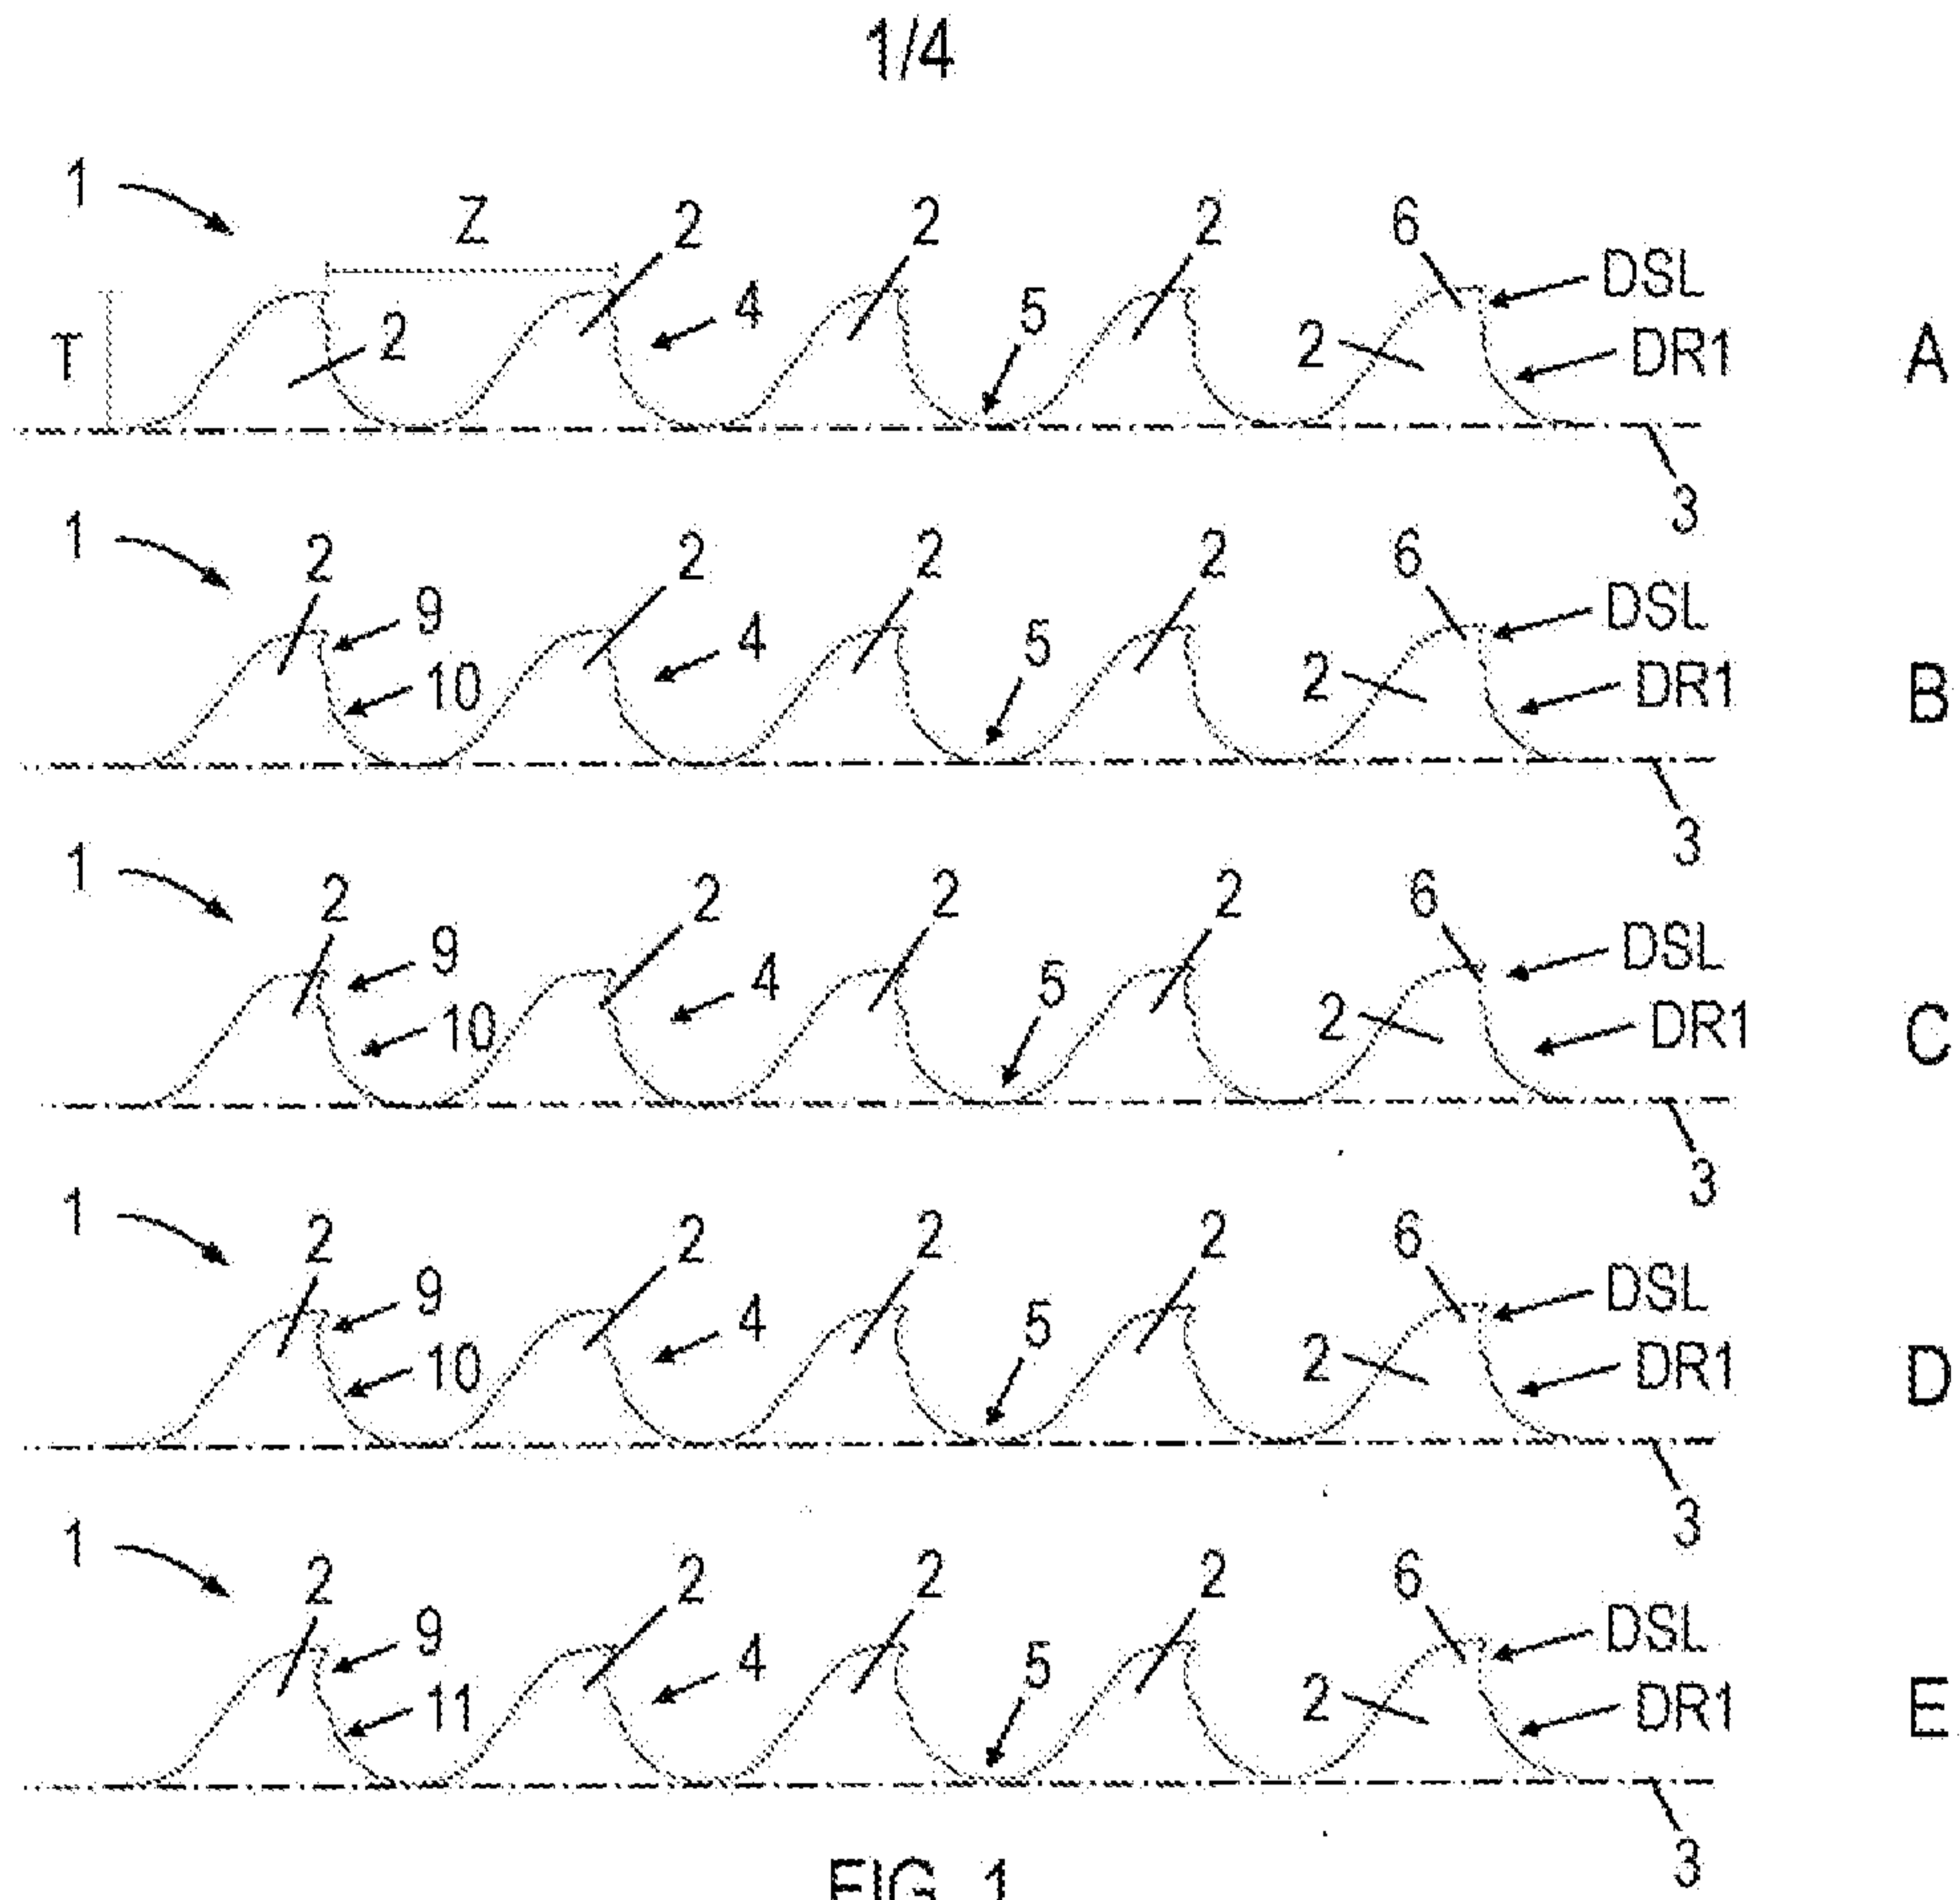 1/4
1 Z 2 2 2 6 DSL
T 2 4 5 2 DR1 A
3
1 2 9 2 2 2 6 DSL
10 4 5 2 DR1 B
3
1 2 9 2 2 2 6 DSL
10 4 5 2 DR1 C
3
1 2 9 2 2 2 6 DSL
10 4 5 2 DR1 D
3
1 2 9 2 2 2 6 DSL
11 4 5 2 DR1 E
3
FIG. 1